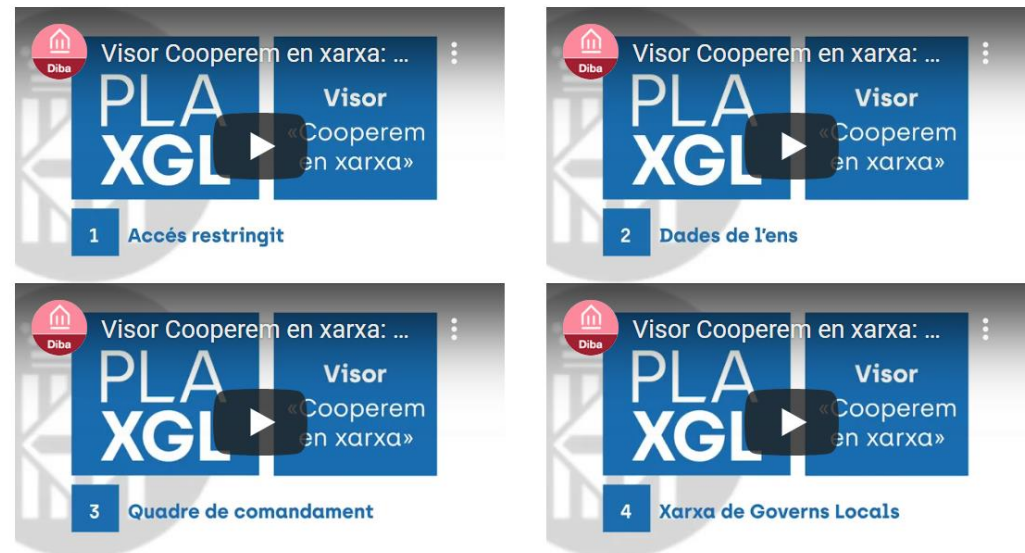 Diba
Visor Cooperem en xarxa: ...
PLA
XGL
Visor
«Cooperem
en xarxa»
1 Accés restringit
Diba
Visor Cooperem en xarxa: ...
PLA
XGL
Visor
«Cooperem
en xarxa»
2 Dades de l'ens
Diba
Visor Cooperem en xarxa: ...
PLA
XGL
Visor
«Cooperem
en xarxa»
3 Quadre de comandament
Diba
Visor Cooperem en xarxa: ...
PLA
XGL
Visor
«Cooperem
en xarxa»
4 Xarxa de Governs Locals